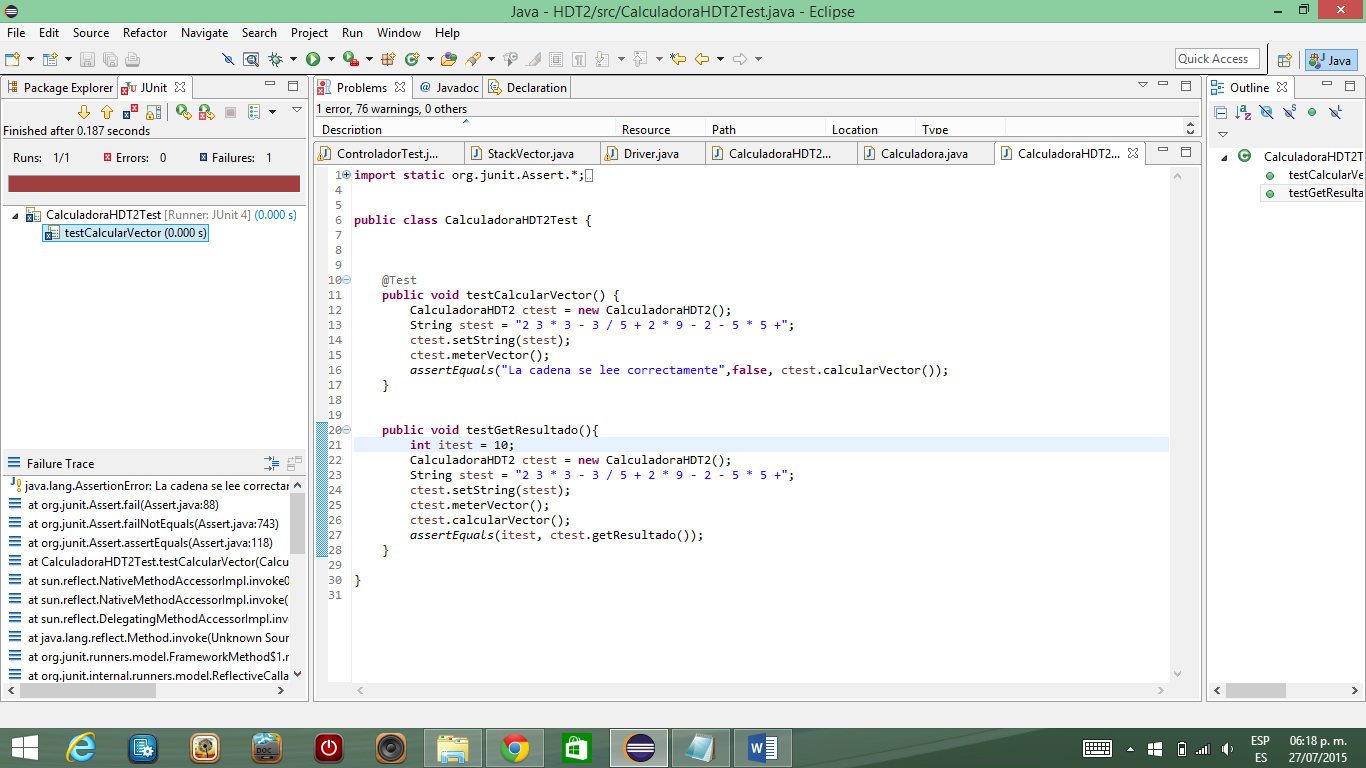 Java - HDT2/src/CalculadoraHDT2Test.java - Eclipse
File Edit Source Refactor Navigate Search Project Run Window Help
Quick Access
Java
Package Explorer JUnit
Finished after 0.187 seconds
Runs: 1/1 Errors: 0 Failures: 1
CalculadoraHDT2Test [Runner: JUnit 4] (0.000 s)
testCalcularVector (0.000 s)
Failure Trace
java.lang.AssertionError: La cadena se lee correctar
at org.junit.Assert.fail(Assert.java:88)
at org.junit.Assert.failNotEquals(Assert.java:743)
at org.junit.Assert.assertEquals(Assert.java:118)
at CalculadoraHDT2Test.testCalcularVector(Calcu
at sun.reflect.NativeMethodAccessorImpl.invoke0
at sun.reflect.NativeMethodAccessorImpl.invoke(
at sun.reflect.DelegatingMethodAccessorImpl.inv
at java.lang.reflect.Method.invoke(Unknown Sour
at org.junit.runners.model.FrameworkMethod$1.r
at org.junit.internal.runners.model.ReflectiveCalla
Problems @ Javadoc Declaration
1 error, 76 warnings, 0 others
Description Resource Path Location Type
ControladorTest.j... StackVector.java Driver.java CalculadoraHDT2... Calculadora.java CalculadoraHDT2...
1 import static org.junit.Assert.*;
4
5
6 public class CalculadoraHDT2Test {
7
8
9
10 @Test
11 public void testCalcularVector() {
12 CalculadoraHDT2 ctest = new CalculadoraHDT2();
13 String stest = "2 3 * 3 - 3 / 5 + 2 * 9 - 2 - 5 * 5 +";
14 ctest.setString(stest);
15 ctest.meterVector();
16 assertEquals("La cadena se lee correctamente",false, ctest.calcularVector());
17 }
18
19
20 public void testGetResultado(){
21 int itest = 10;
22 CalculadoraHDT2 ctest = new CalculadoraHDT2();
23 String stest = "2 3 * 3 - 3 / 5 + 2 * 9 - 2 - 5 * 5 +";
24 ctest.setString(stest);
25 ctest.meterVector();
26 ctest.calcularVector();
27 assertEquals(itest, ctest.getResultado());
28 }
29
30 }
31
Outline
CalculadoraHDT2T
testCalcularVe
testGetResulta
DOC
ESP
ES
06:18 p. m.
27/07/2015